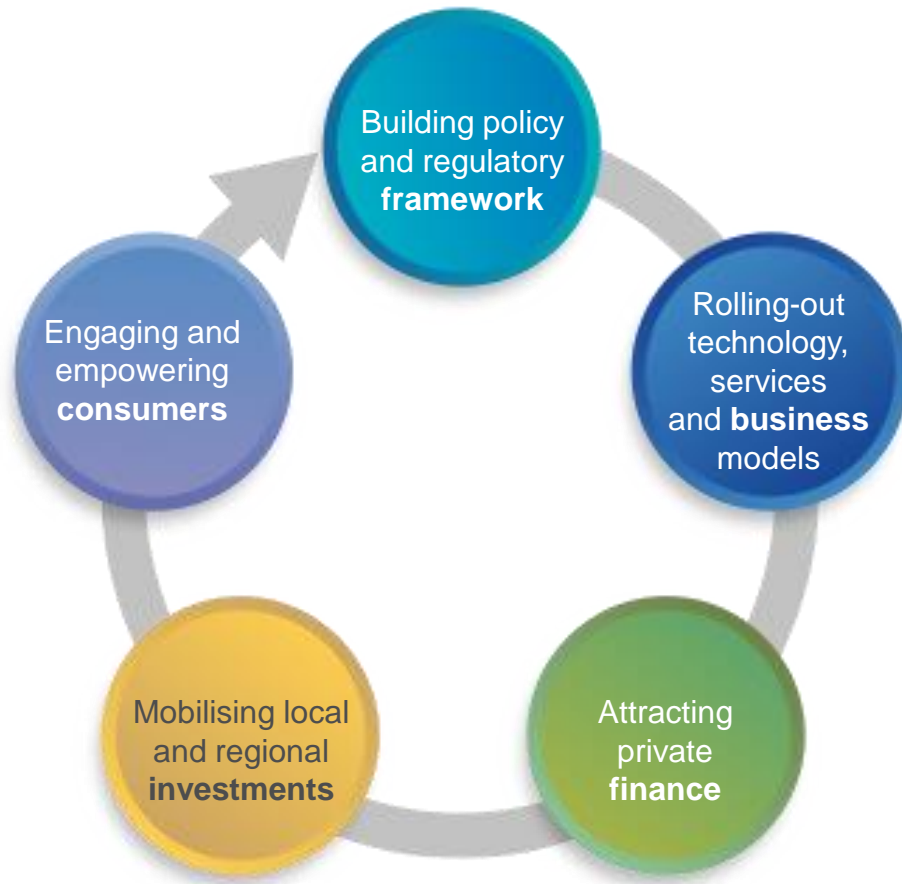 Building policy
and regulatory
framework
Rolling-out
technology,
services
and business
models
Attracting
private
finance
Mobilising local
and regional
investments
Engaging and
empowering
consumers